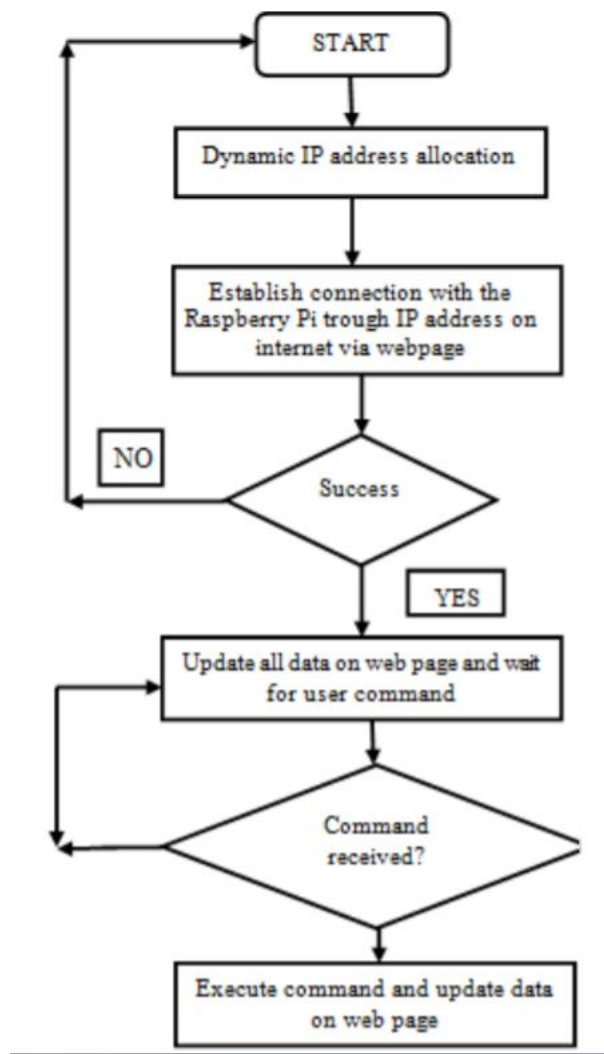 START
Dynamic IP address allocation
Establish connection with the
Raspberry Pi trough IP address on
internet via webpage
NO
Success
YES
Update all data on web page and wait
for user command
Command
received?
Execute command and update data
on web page